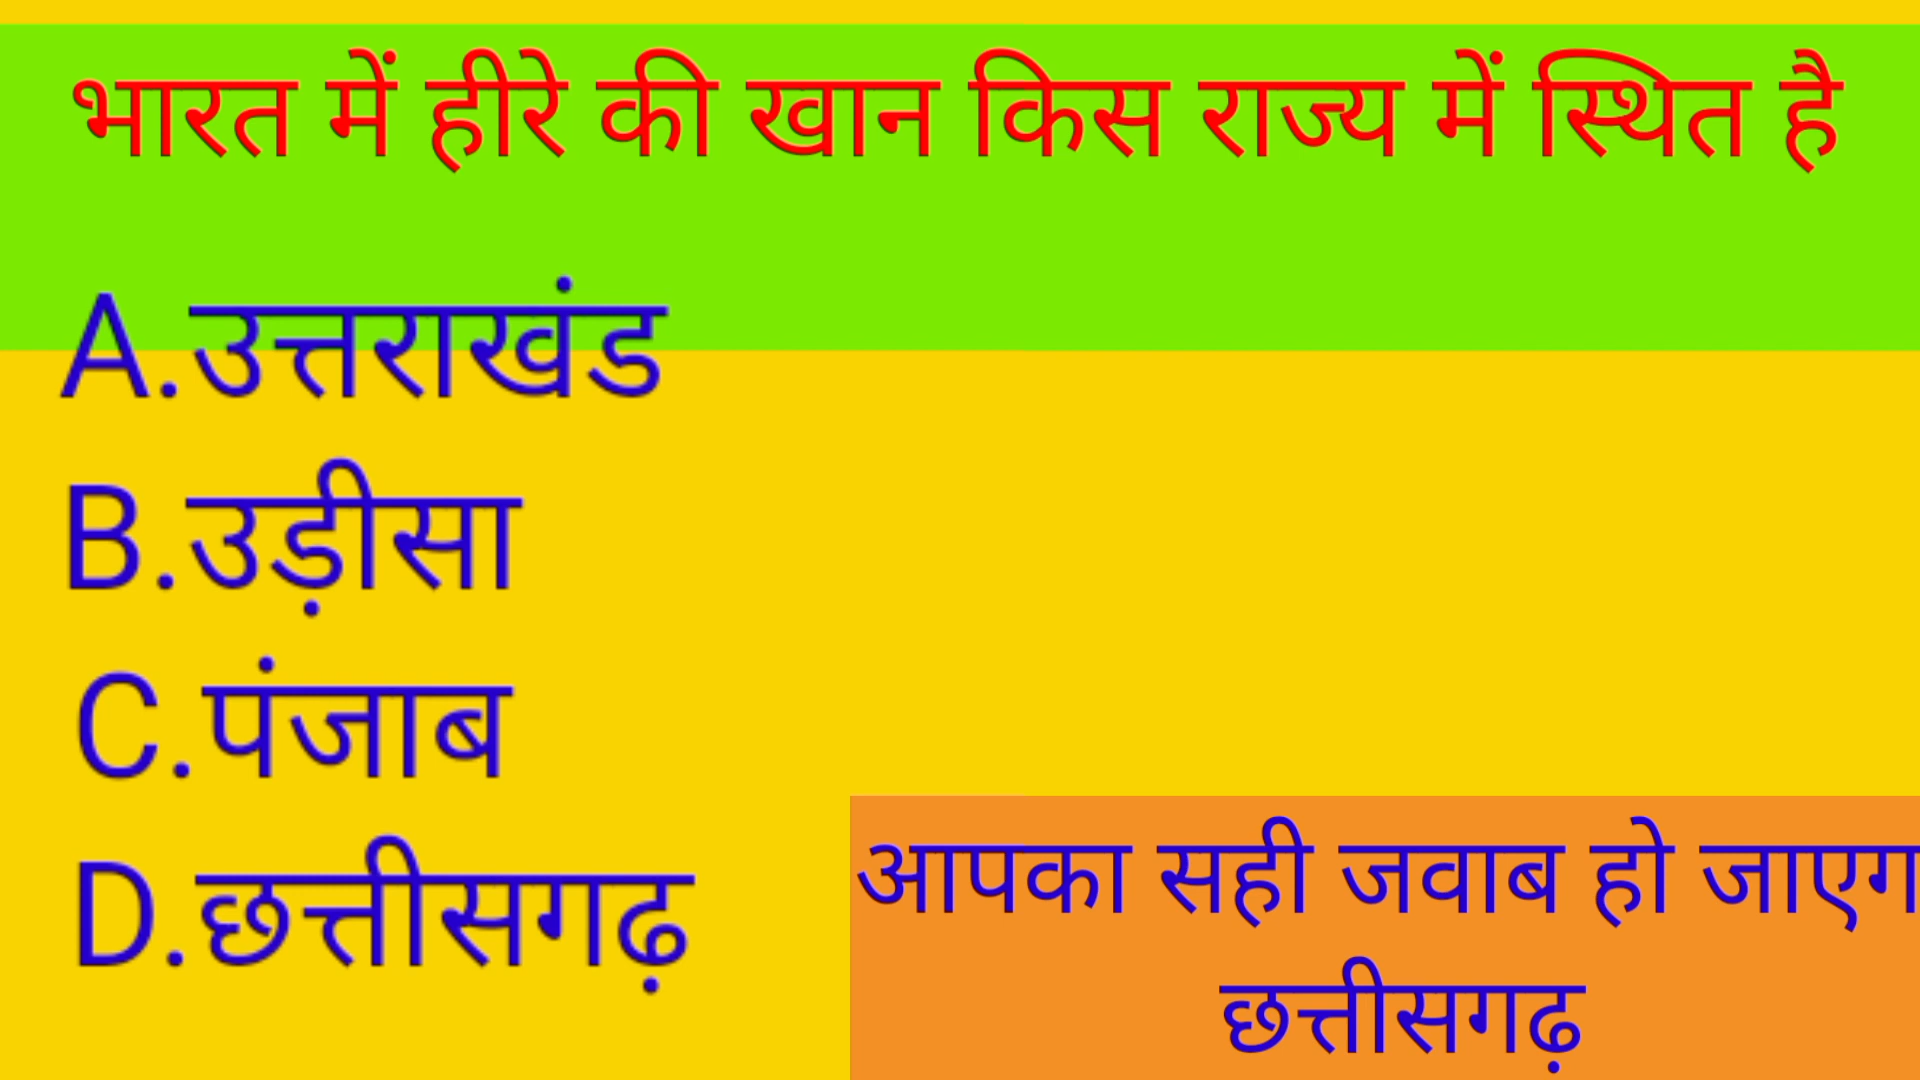 भारत में हीरे की खान किस राज्य में स्थित है
A.उत्तराखंड
B.उड़ीसा
C.पंजाब
D.छत्तीसगढ़
आपका सही जवाब हो जाएग
छत्तीसगढ़